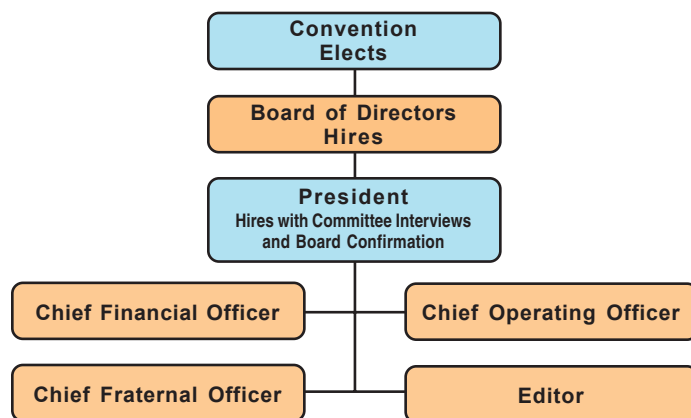 Convention
Elects
Board of Directors
Hires
President
Hires with Committee Interviews
and Board Confirmation
Chief Financial Officer
Chief Operating Officer
Chief Fraternal Officer
Editor